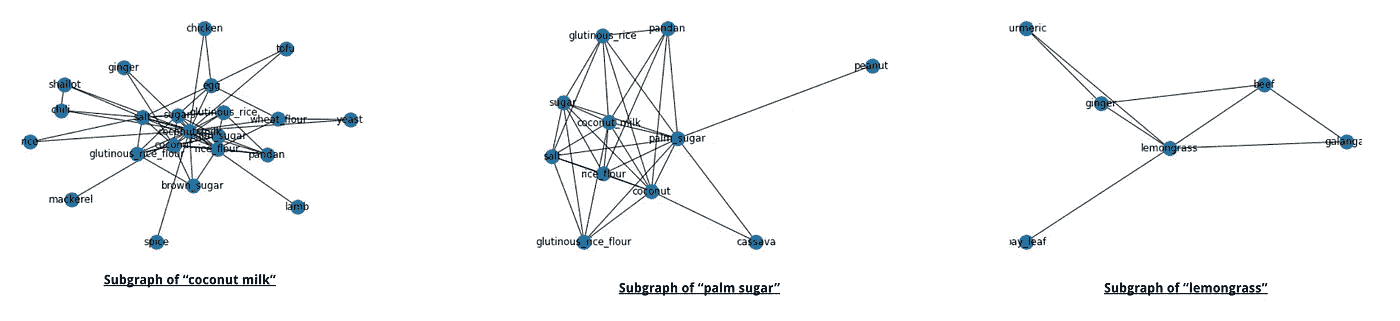 chicken
tofu
ginger
egg
shallot
chili
salt
sugar
glutinous_rice
wheat_flour
yeast
coconut_milk
rice
coconut
palm_sugar
glutinous_rice_flour
rice_flour
pandan
brown_sugar
mackerel
lamb
spice
Subgraph of “coconut milk”
glutinous_rice
pandan
peanut
sugar
coconut_milk
palm_sugar
salt
rice_flour
coconut
glutinous_rice_flour
cassava
Subgraph of “palm sugar”
urmeric
beef
ginger
lemongrass
galanga
bay_leaf
Subgraph of “lemongrass”